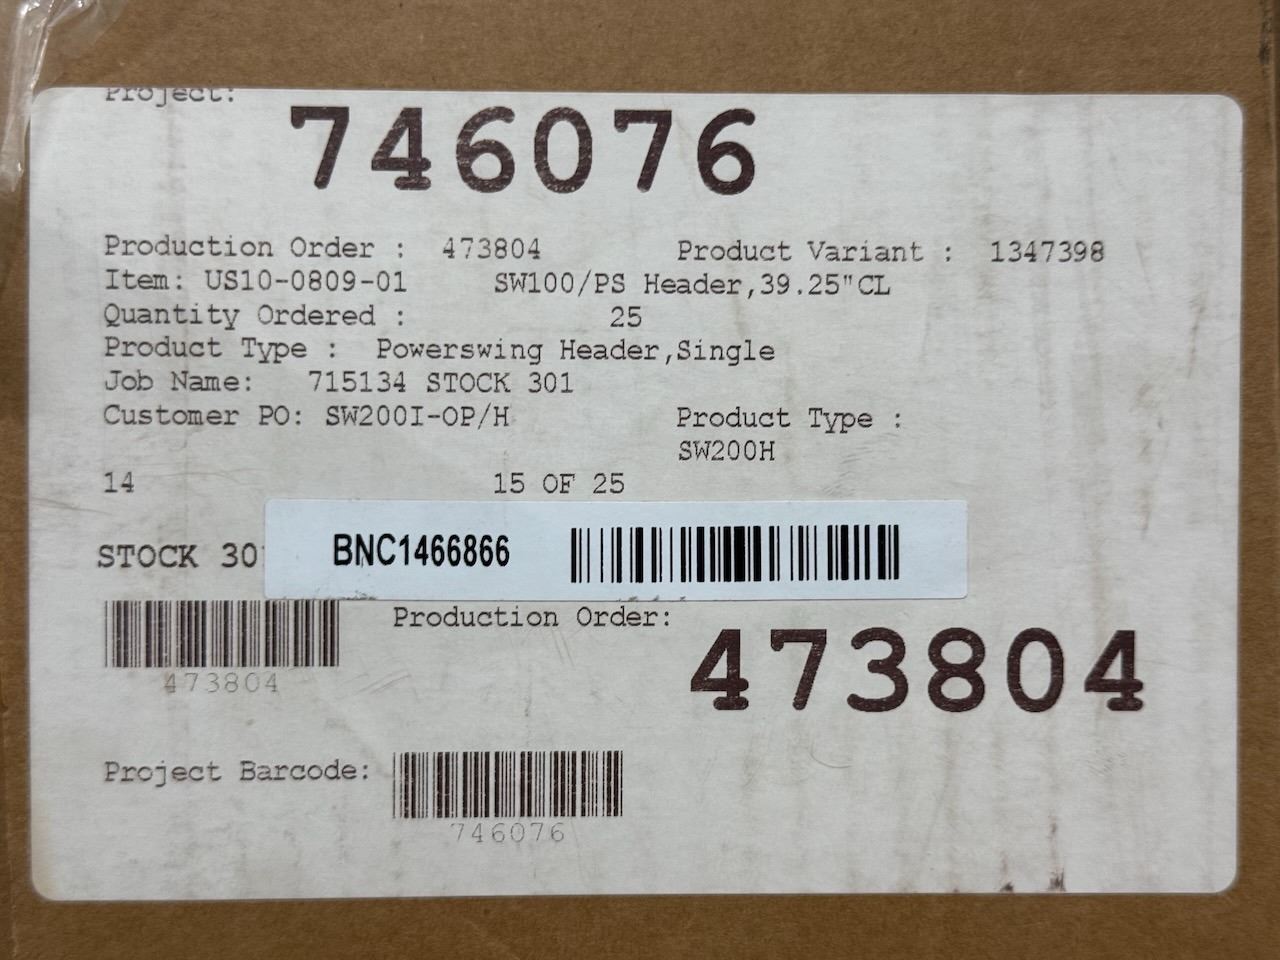 Project:
746076
Production Order : 473804 Product Variant : 1347398
Item: US10-0809-01 SW100/PS Header,39.25"CL
Quantity Ordered : 25
Product Type : Powerswing Header,Single
Job Name: 715134 STOCK 301
Customer PO: SW200I-OP/H Product Type :
SW200H
14 15 OF 25
STOCK 301 BNC1466866
Production Order:
473804
473804
Project Barcode:
746076